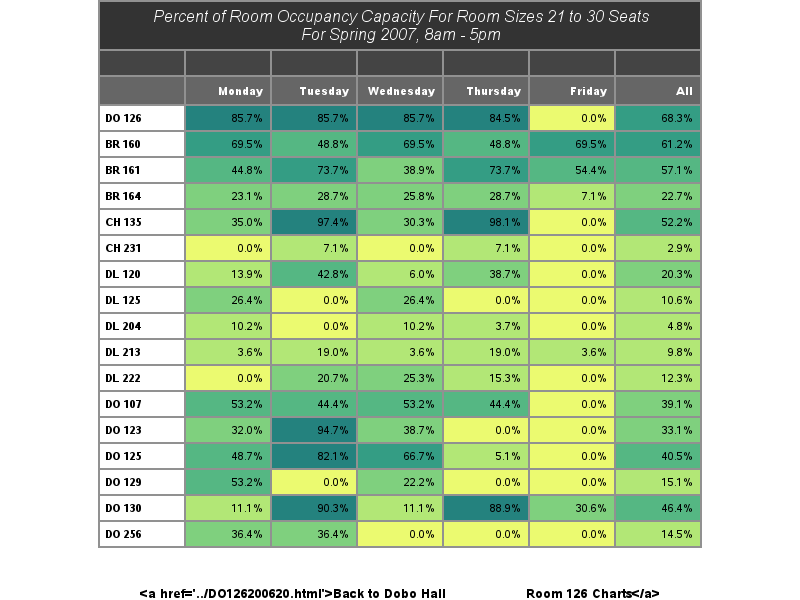 Percent of Room Occupancy Capacity For Room Sizes 21 to 30 Seats
For Spring 2007, 8am - 5pm
Monday Tuesday Wednesday Thursday Friday All
DO 126 85.7% 85.7% 85.7% 84.5% 0.0% 68.3%
BR 160 69.5% 48.8% 69.5% 48.8% 69.5% 61.2%
BR 161 44.8% 73.7% 38.9% 73.7% 54.4% 57.1%
BR 164 23.1% 28.7% 25.8% 28.7% 7.1% 22.7%
CH 135 35.0% 97.4% 30.3% 98.1% 0.0% 52.2%
CH 231 0.0% 7.1% 0.0% 7.1% 0.0% 2.9%
DL 120 13.9% 42.8% 6.0% 38.7% 0.0% 20.3%
DL 125 26.4% 0.0% 26.4% 0.0% 0.0% 10.6%
DL 204 10.2% 0.0% 10.2% 3.7% 0.0% 4.8%
DL 213 3.6% 19.0% 3.6% 19.0% 3.6% 9.8%
DL 222 0.0% 20.7% 25.3% 15.3% 0.0% 12.3%
DO 107 53.2% 44.4% 53.2% 44.4% 0.0% 39.1%
DO 123 32.0% 94.7% 38.7% 0.0% 0.0% 33.1%
DO 125 48.7% 82.1% 66.7% 5.1% 0.0% 40.5%
DO 129 53.2% 0.0% 22.2% 0.0% 0.0% 15.1%
DO 130 11.1% 90.3% 11.1% 88.9% 30.6% 46.4%
DO 256 36.4% 36.4% 0.0% 0.0% 0.0% 14.5%
<a href='../DO126200620.html'>Back to Dobo Hall Room 126 Charts</a>